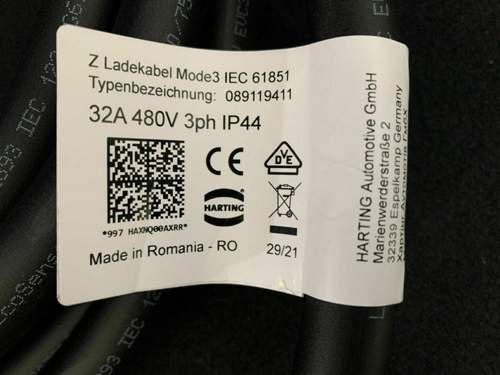 Z Ladekabel Mode3 IEC 61851
Typenbezeichnung: 089119411
32A 480V 3ph IP44
CE
VDE
HARTING
*997 HAXNQ00AXRR*
Made in Romania - RO
29/21
HARTING Automotive GmbH
Marienwerderstraße 2
32339 Espelkamp Germany